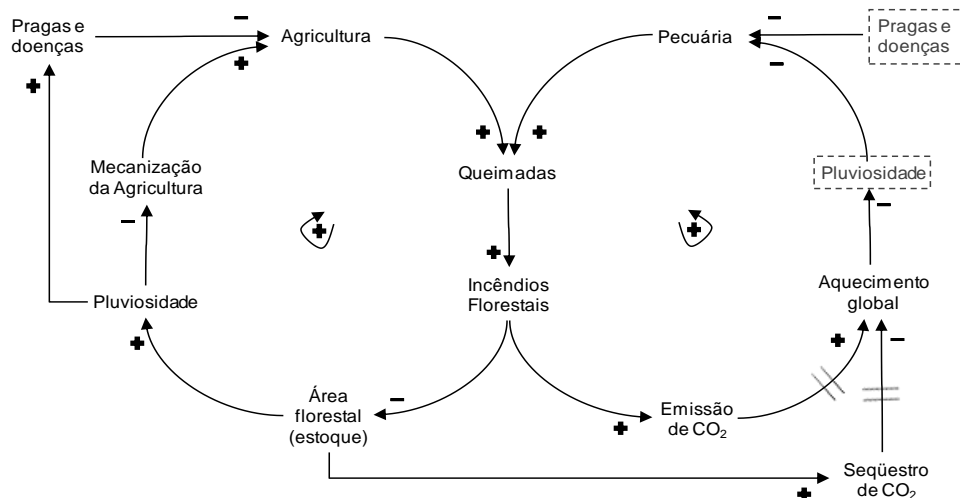 Pragas e
doenças
−
+
Agricultura
+
Pecuária
−
−
Pragas e
doenças
+
+
+
Queimadas
Mecanização
da Agricultura
−
Pluviosidade
−
+
+
+
Incêndios
Florestais
Aquecimento
global
Pluviosidade
+
+
−
−
Área
florestal
(estoque)
Emissão
de CO₂
+
+
Seqüestro
de CO₂